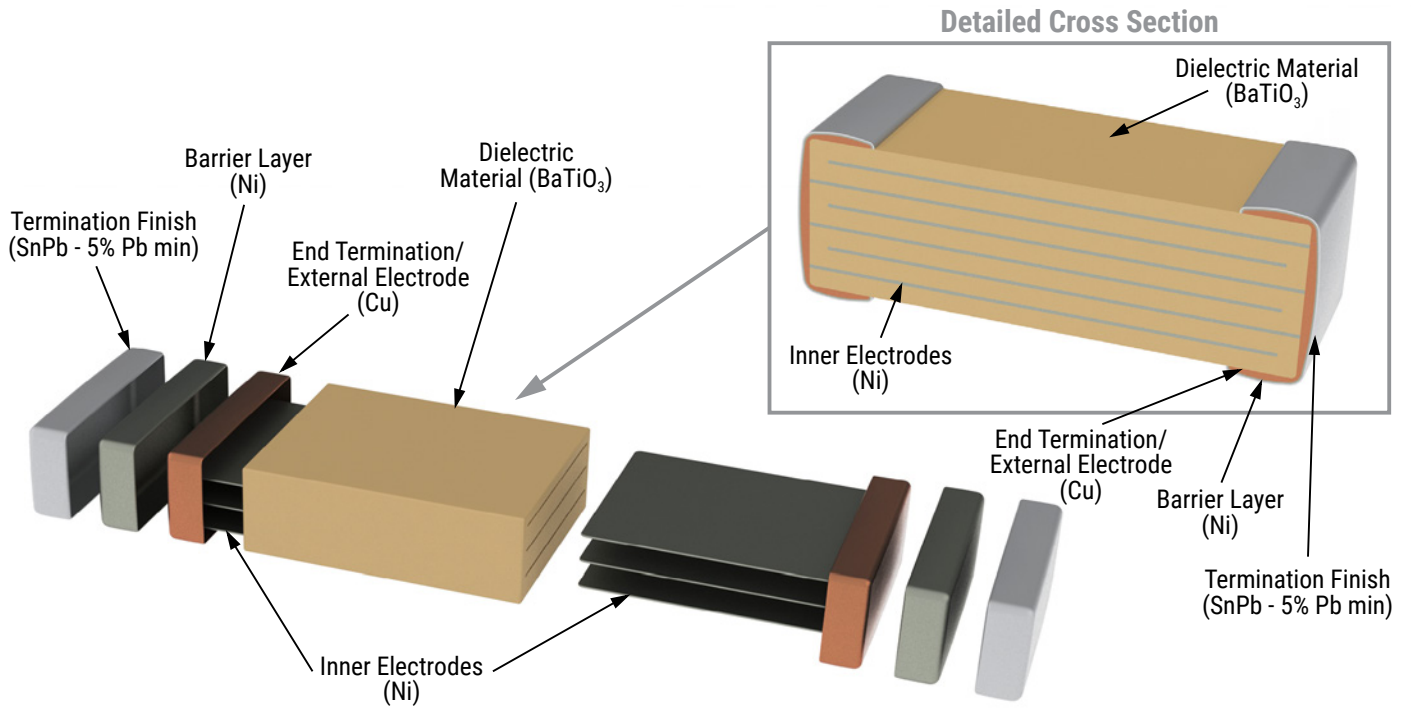 Detailed Cross Section
Dielectric Material
(BaTiO₃)
Inner Electrodes
(Ni)
End Termination/
External Electrode
(Cu)
Barrier Layer
(Ni)
Termination Finish
(SnPb - 5% Pb min)
Termination Finish
(SnPb - 5% Pb min)
Barrier Layer
(Ni)
End Termination/
External Electrode
(Cu)
Dielectric
Material (BaTiO₃)
Inner Electrodes
(Ni)